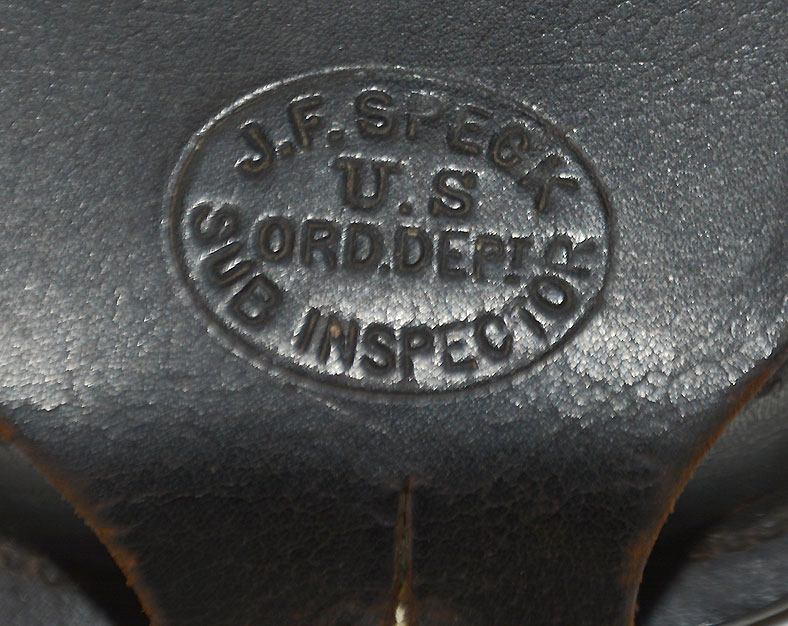 J.F. SPECK
U.S
ORD.DEPT
SUB INSPECTOR